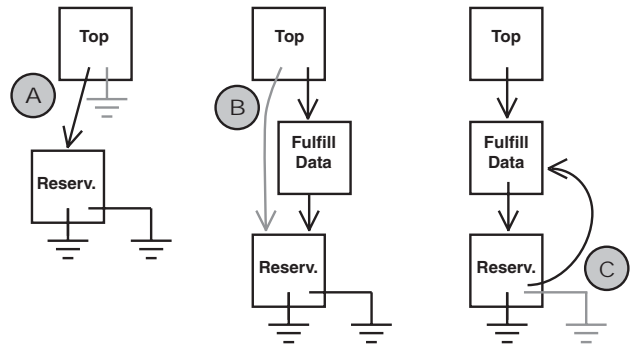 Top
A
Reserv.
Top
B
Fulfill
Data
Reserv.
Top
Fulfill
Data
Reserv.
C